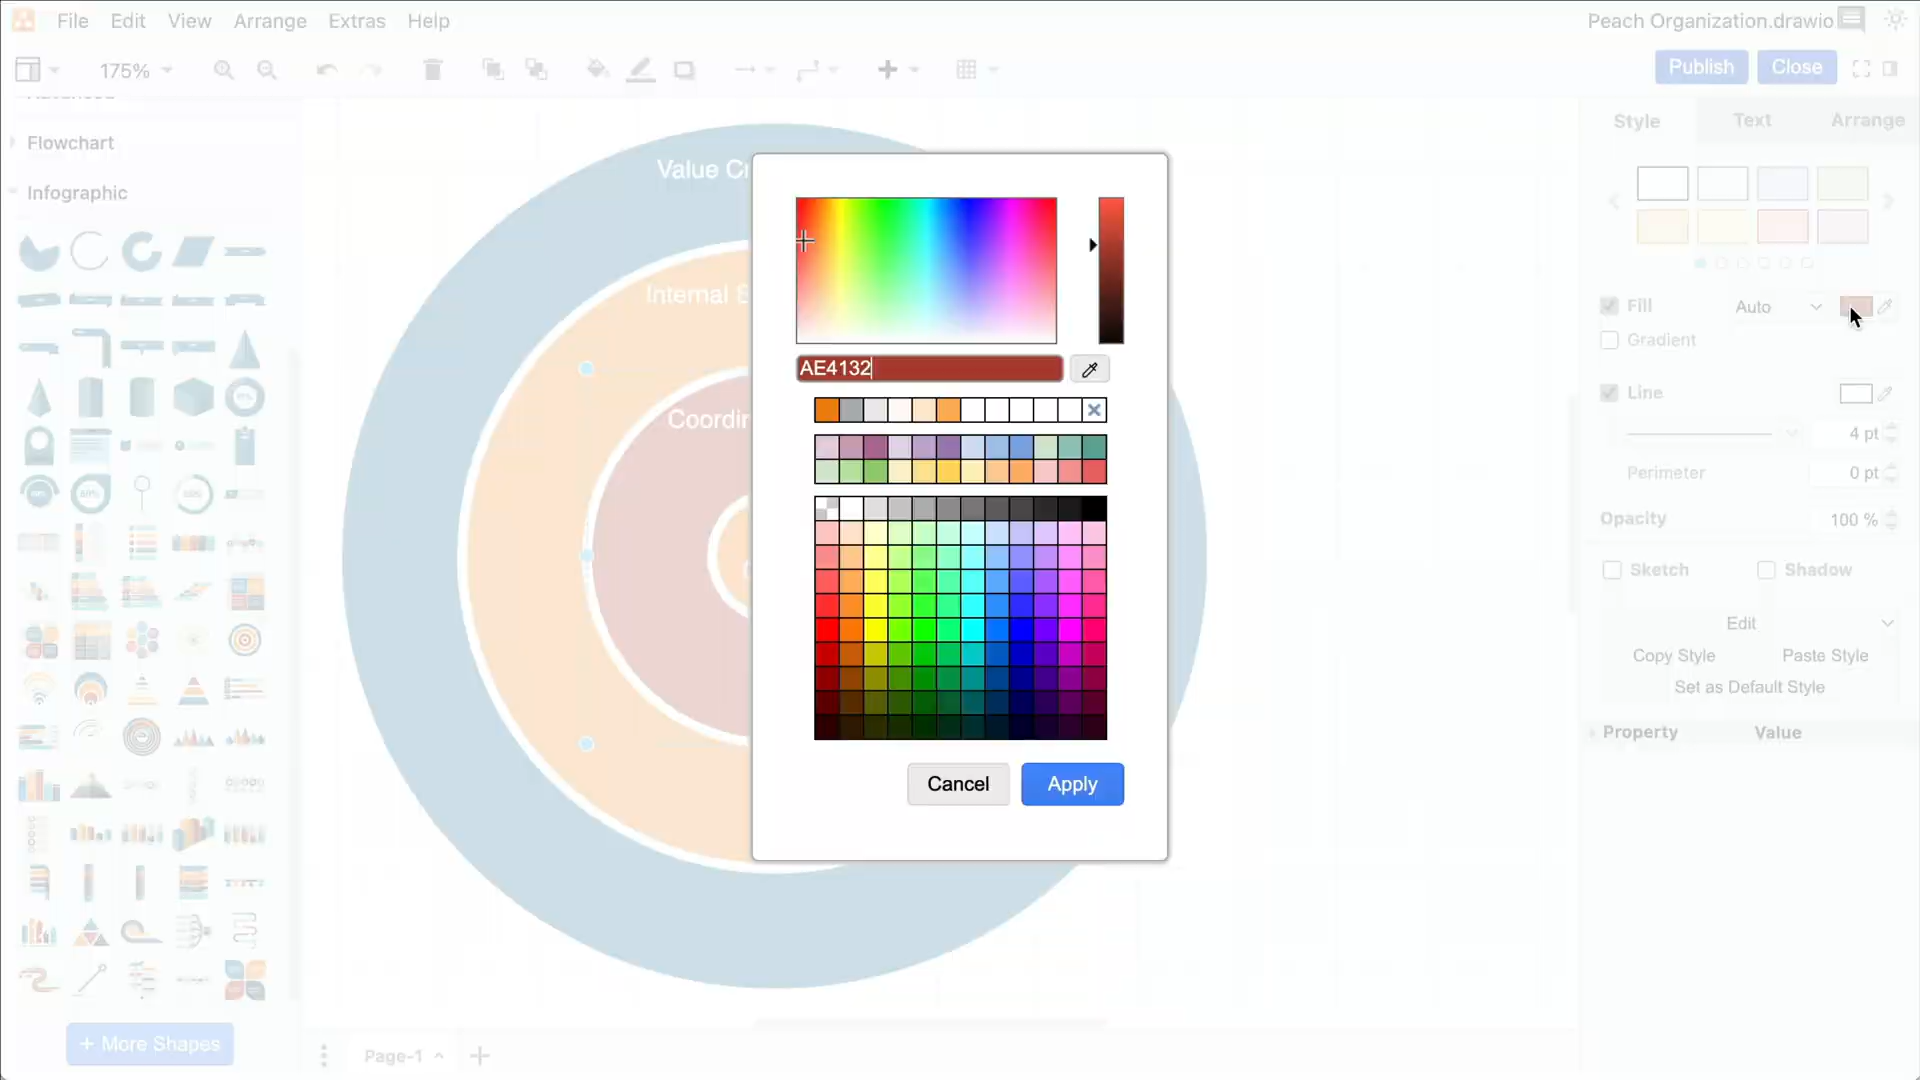 File Edit View Arrange Extras Help
Peach Organization.drawio
175%
Publish Close
Flowchart
Infographic
Value Cr
Internal
Coordin
AE4132
Cancel Apply
Style Text Arrange
Fill Auto
Gradient
Line
4 pt
Perimeter 0 pt
Opacity 100 %
Sketch Shadow
Edit
Copy Style Paste Style
Set as Default Style
Property Value
+ More Shapes
Page-1